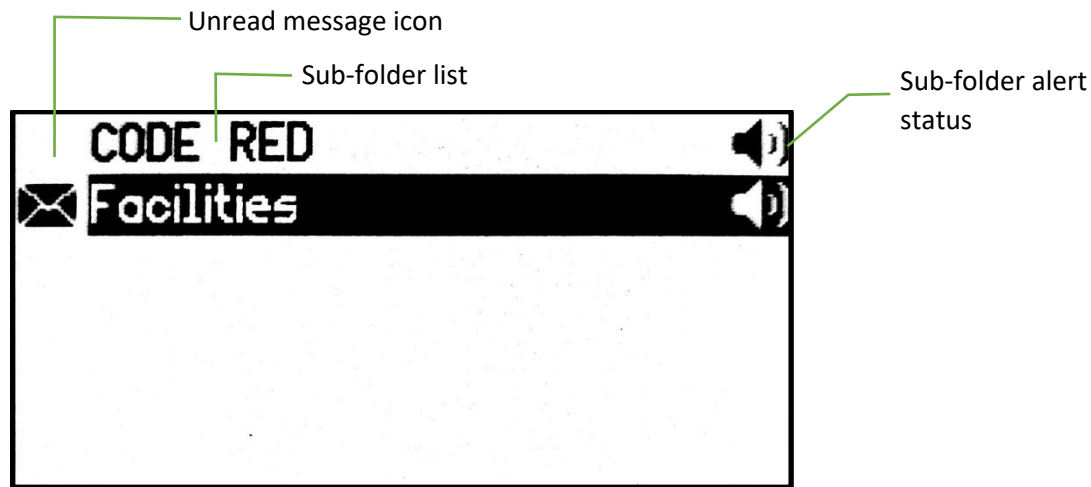 Unread message icon
Sub-folder list
Sub-folder alert
status
CODE RED
Facilities